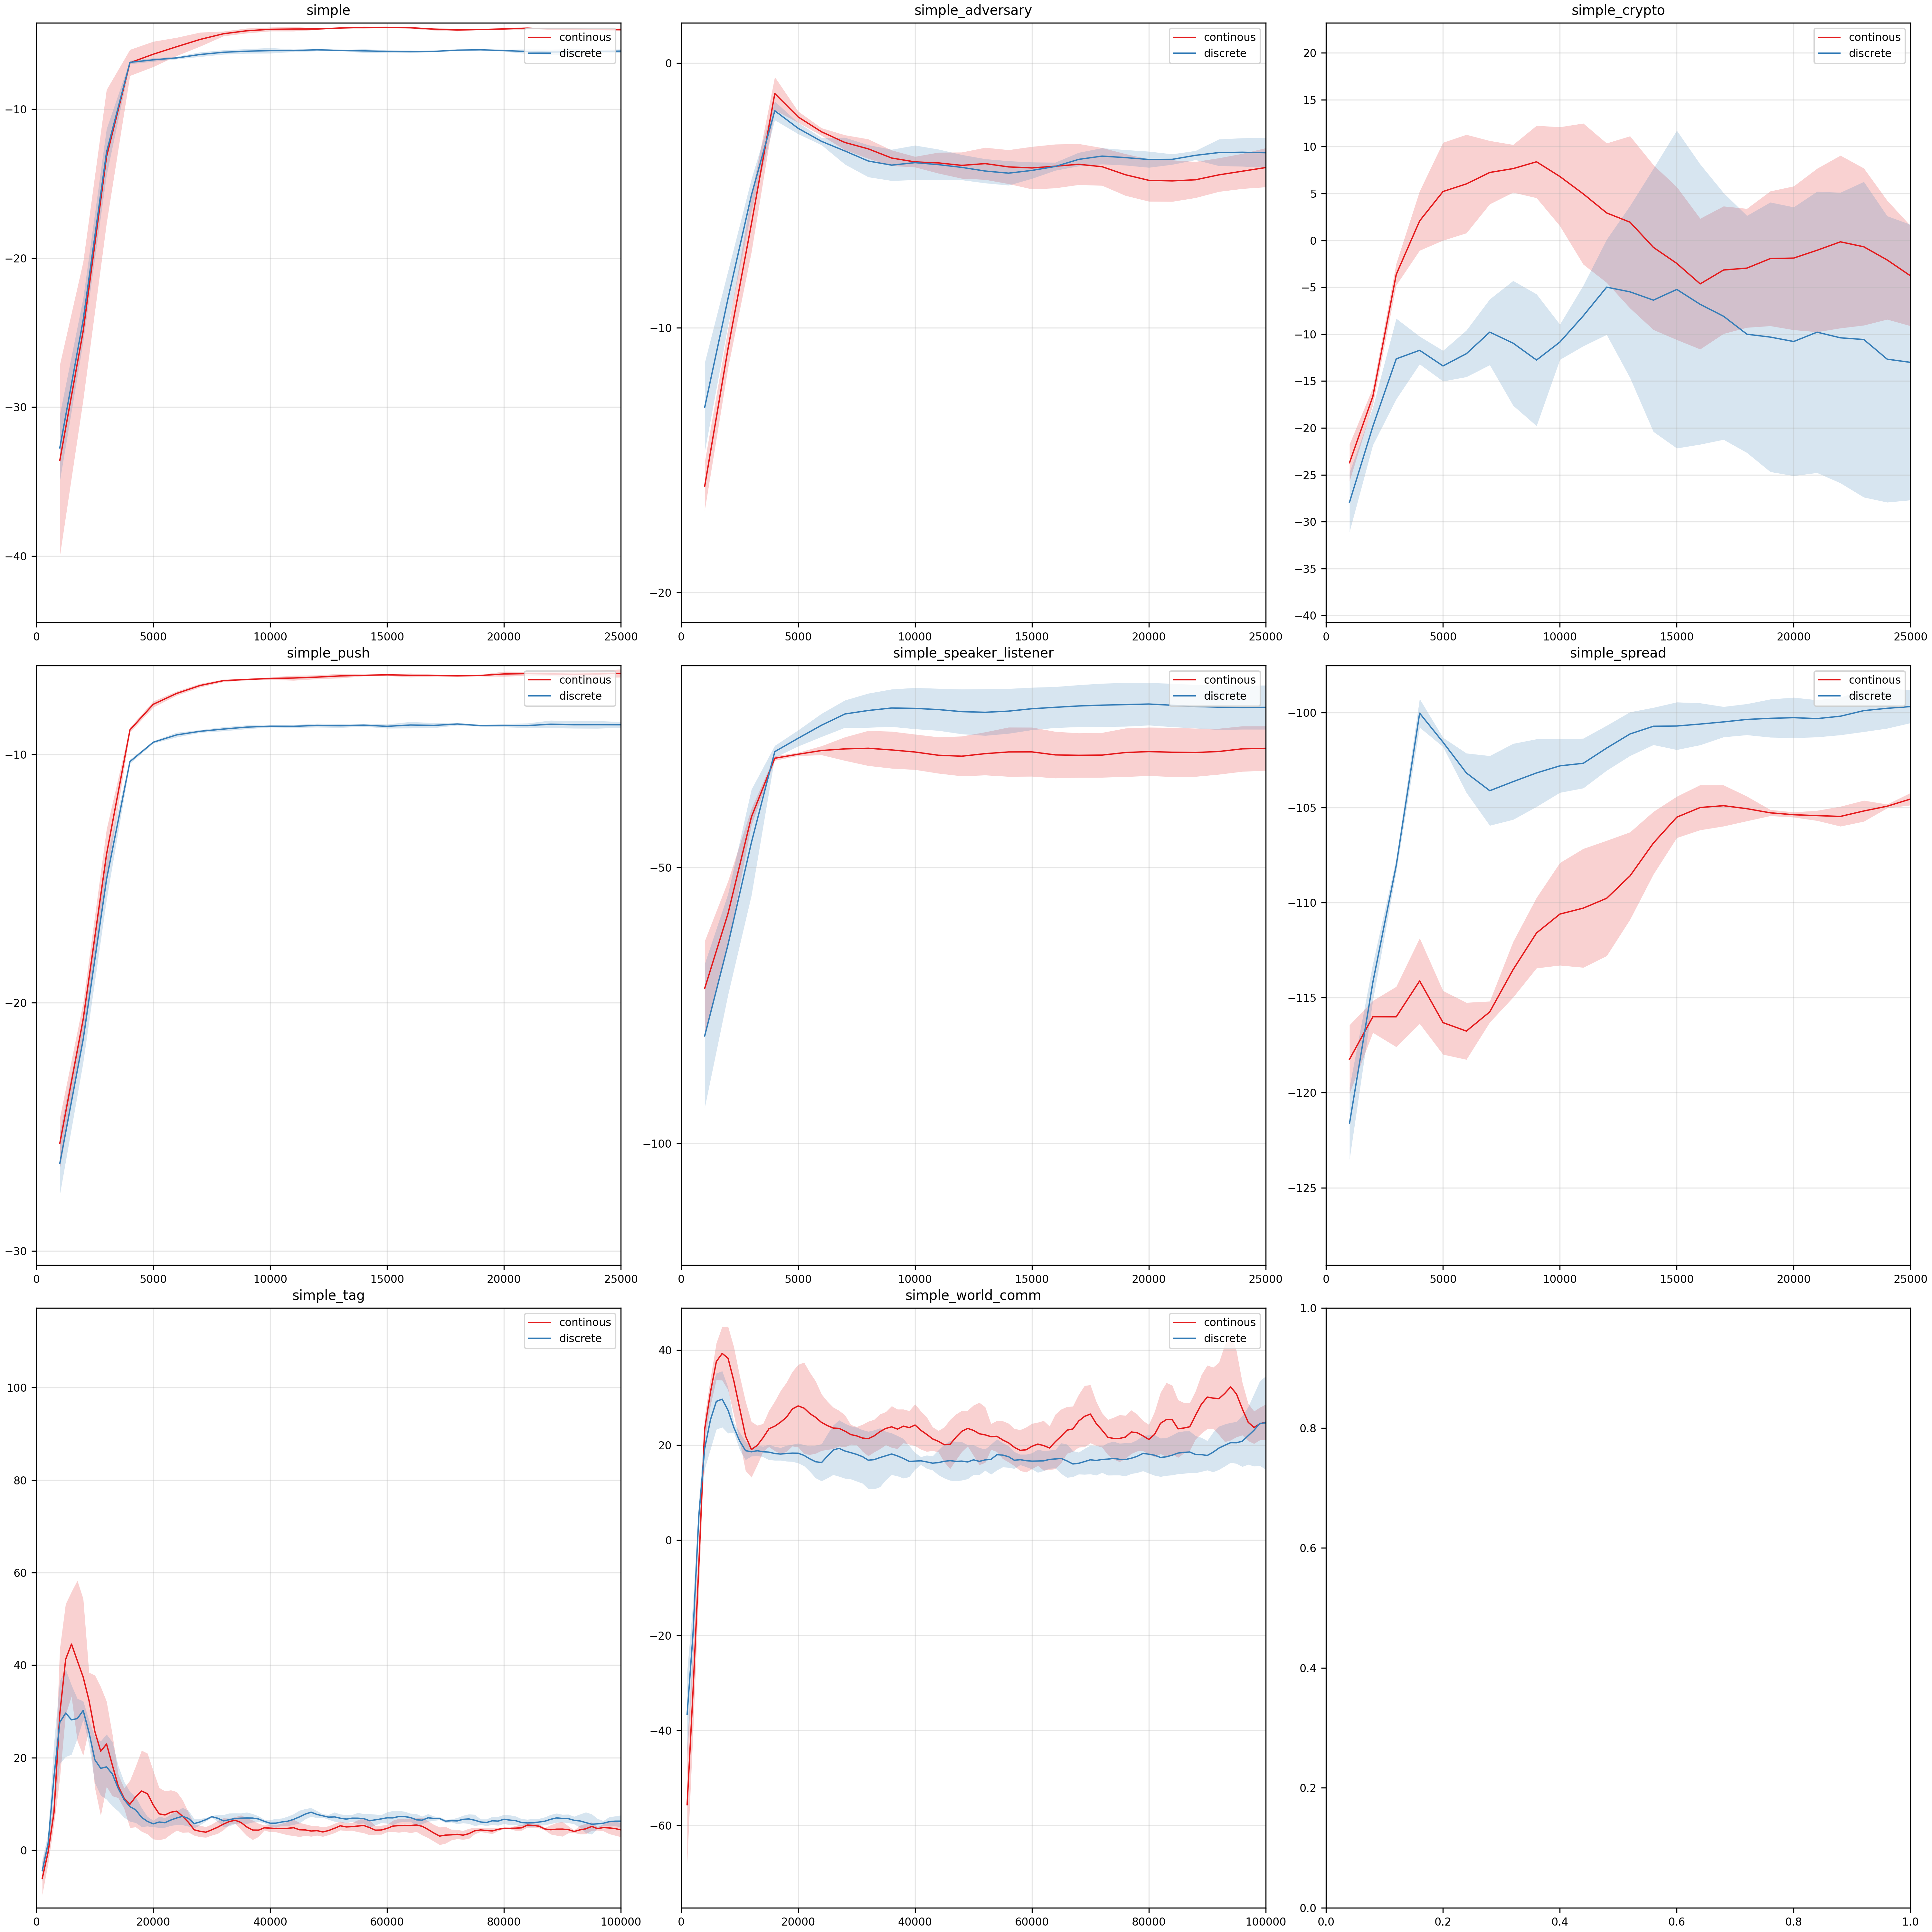 simple
−10
−20
−30
−40
0 5000 10000 15000 20000 25000
continous
discrete
simple_adversary
0
−10
−20
0 5000 10000 15000 20000 25000
continous
discrete
simple_crypto
20
15
10
5
0
−5
−10
−15
−20
−25
−30
−35
−40
0 5000 10000 15000 20000 25000
continous
discrete
simple_push
−10
−20
−30
0 5000 10000 15000 20000 25000
continous
discrete
simple_speaker_listener
−50
−100
0 5000 10000 15000 20000 25000
continous
discrete
simple_spread
−100
−105
−110
−115
−120
−125
0 5000 10000 15000 20000 25000
continous
discrete
simple_tag
100
80
60
40
20
0
0 20000 40000 60000 80000 100000
continous
discrete
simple_world_comm
40
20
0
−20
−40
−60
0 20000 40000 60000 80000 100000
continous
discrete
1.0
0.8
0.6
0.4
0.2
0.0
0.0 0.2 0.4 0.6 0.8 1.0